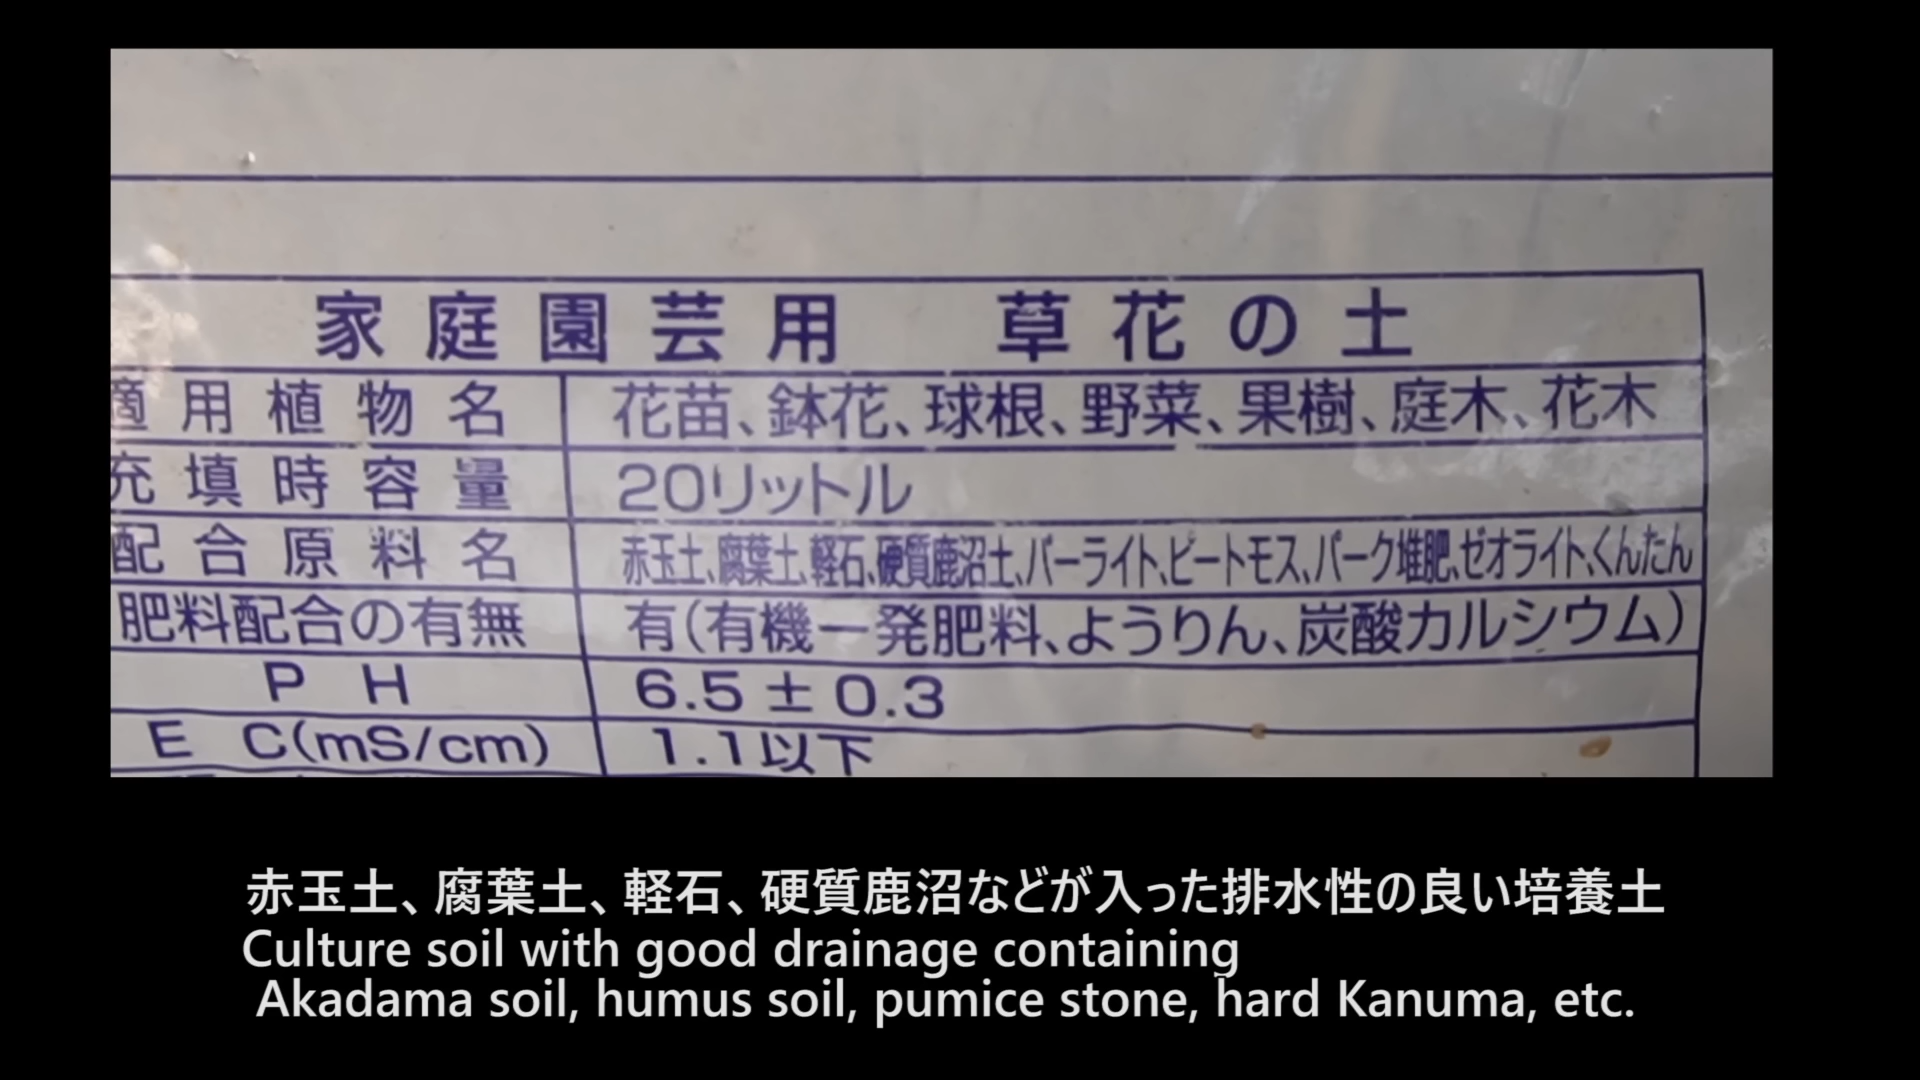 家庭園芸用 草花の土
適用植物名 花苗、鉢花、球根、野菜、果樹、庭木、花木
充填時容量 20リットル
配合原料名 赤玉土、腐葉土、軽石、硬質鹿沼土、パーライト、ピートモス、バーク堆肥、ゼオライト、くんたん
肥料配合の有無 有(有機一発肥料、ようりん、炭酸カルシウム)
PH 6.5±0.3
EC(mS/cm) 1.1以下
赤玉土、腐葉土、軽石、硬質鹿沼などが入った排水性の良い培養土
Culture soil with good drainage containing
Akadama soil, humus soil, pumice stone, hard Kanuma, etc.